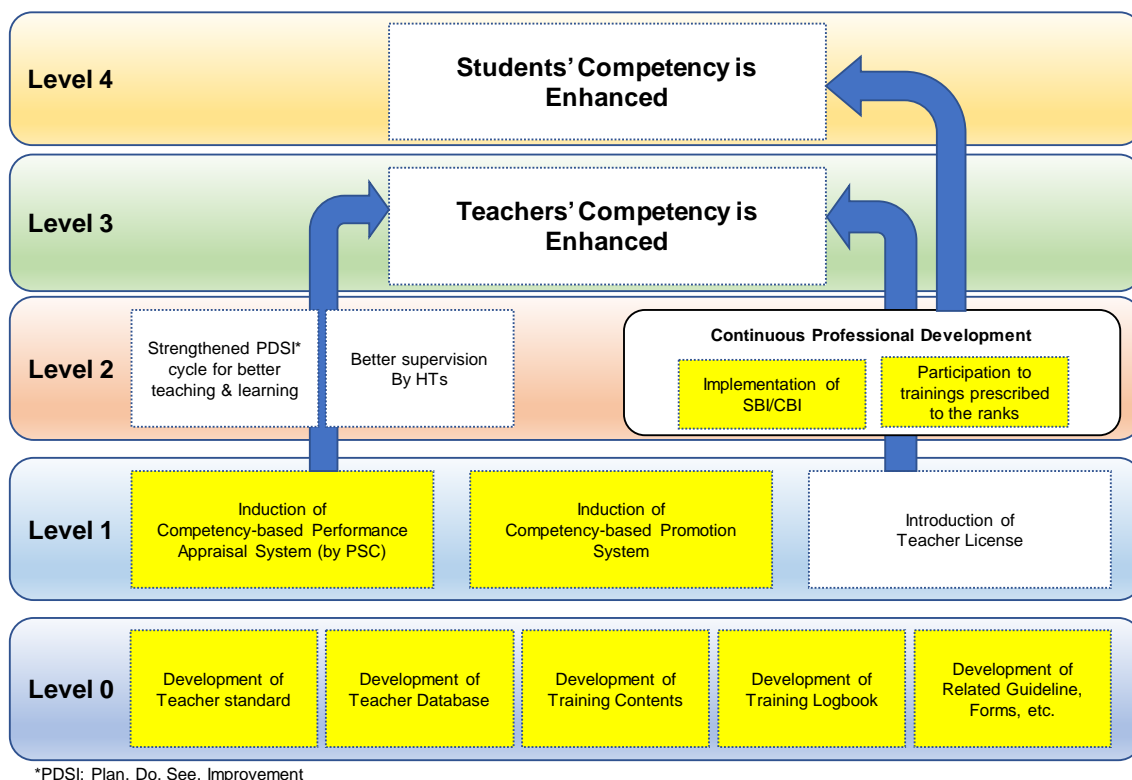 Level 4
Students’ Competency is
Enhanced
Level 3
Teachers’ Competency is
Enhanced
Level 2
Strengthened PDSI*
cycle for better
teaching & learning
Better supervision
By HTs
Continuous Professional Development
Implementation of
SBI/CBI
Participation to
trainings prescribed
to the ranks
Level 1
Induction of
Competency-based Performance
Appraisal System (by PSC)
Induction of
Competency-based Promotion
System
Introduction of
Teacher License
Level 0
Development of
Teacher standard
Development of
Teacher Database
Development of
Training Contents
Development of
Training Logbook
Development of
Related Guideline,
Forms, etc.
*PDSI: Plan, Do, See, Improvement